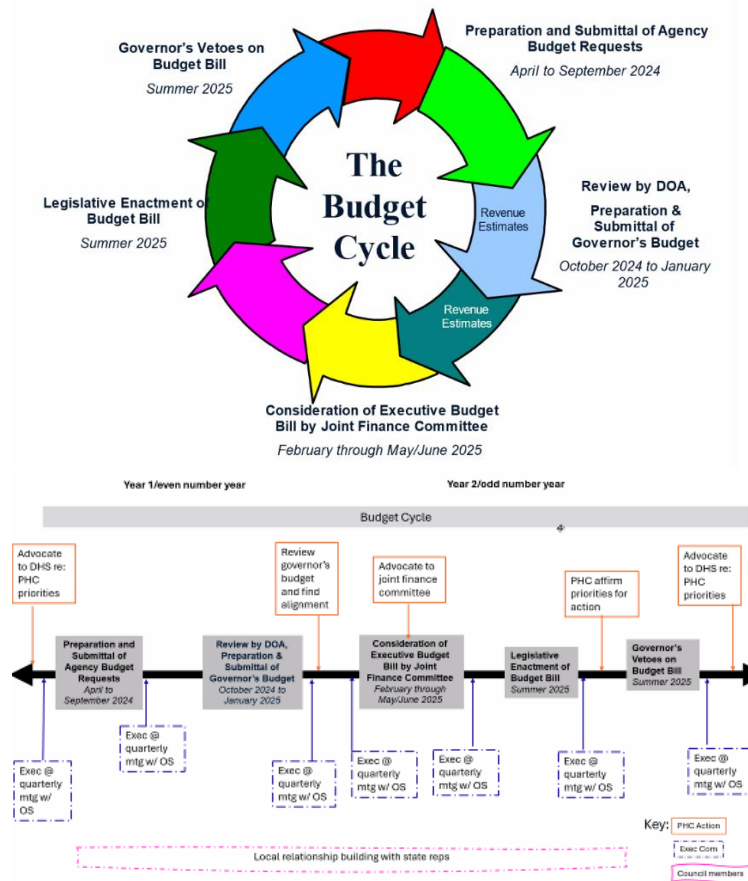 Preparation and Submittal of Agency
Budget Requests
April to September 2024
Governor's Vetoes on
Budget Bill
Summer 2025
The
Budget
Cycle
Legislative Enactment of
Budget Bill
Summer 2025
Revenue
Estimates
Review by DOA,
Preparation &
Submittal of
Governor's Budget
October 2024 to January
2025
Revenue
Estimates
Consideration of Executive Budget
Bill by Joint Finance Committee
February through May/June 2025
Year 1/even number year
Year 2/odd number year
Budget Cycle
Advocate
to DHS re:
PHC
priorities
Review
governor's
budget
and find
alignment
Advocate to
joint finance
committee
PHC affirm
priorities for
action
Advocate
to DHS re:
PHC
priorities
Preparation and
Submittal of
Agency Budget
Requests
April to
September 2024
Review by DOA,
Preparation &
Submittal of
Governor's Budget
October 2024 to
January 2025
Consideration of
Executive Budget
Bill by Joint
Finance Committee
February through
May/June 2025
Legislative
Enactment of
Budget Bill
Summer 2025
Governor's
Vetoes on
Budget Bill
Summer 2025
Exec @
quarterly
mtg w/
OS
Exec @
quarterly
mtg w/ OS
Exec @
quarterly
mtg w/ OS
Exec @
quarterly
mtg w/ OS
Exec @
quarterly
mtg w/ OS
Exec @
quarterly
mtg w/ OS
Exec @
quarterly
mtg w/ OS
Local relationship building with state reps
Key:
PHC Action
Exec Com
Council members